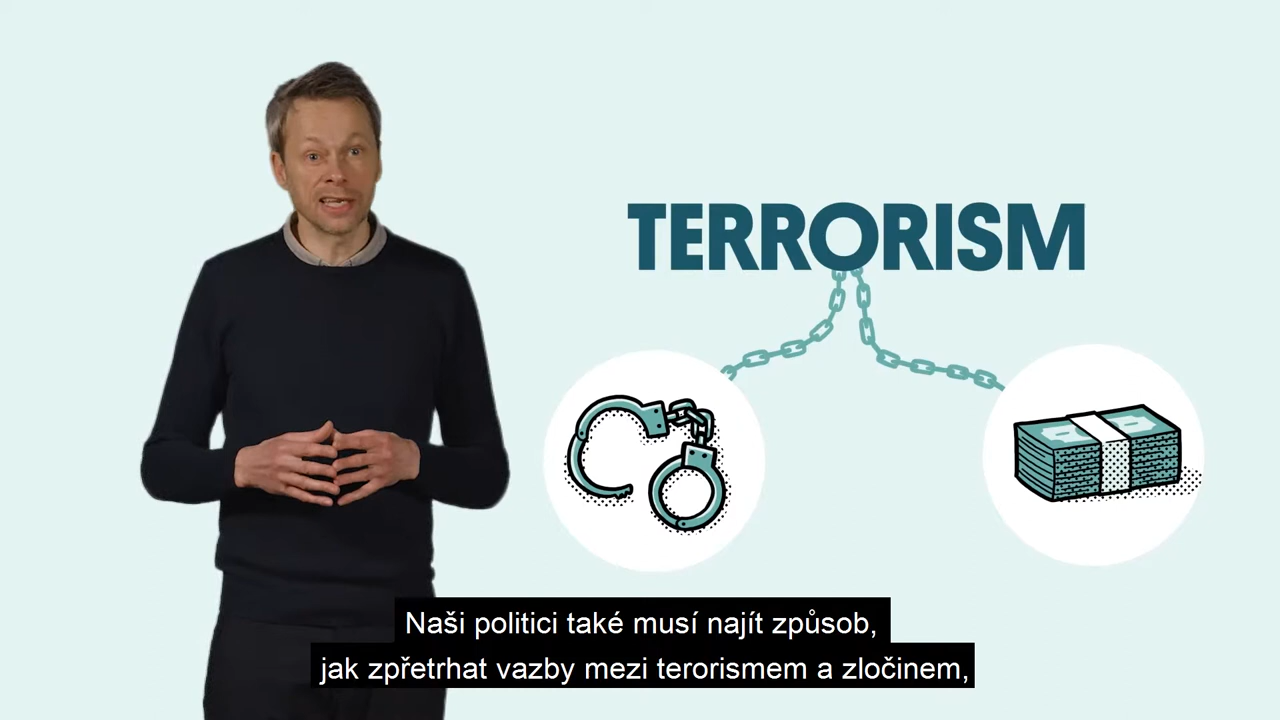 TERRORISM
Naši politici také musí najít způsob,
jak zpřetrhat vazby mezi terorismem a zločinem,